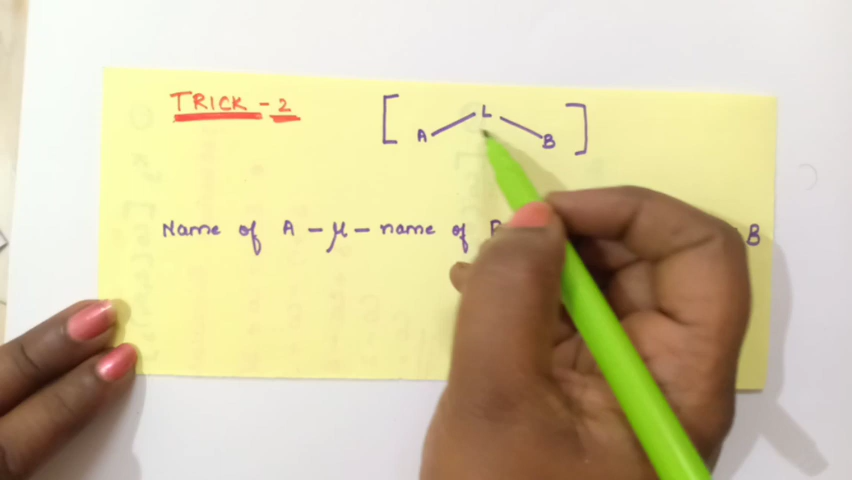 TRICK - 2
[ A L B ]
Name of A - μ - name of B